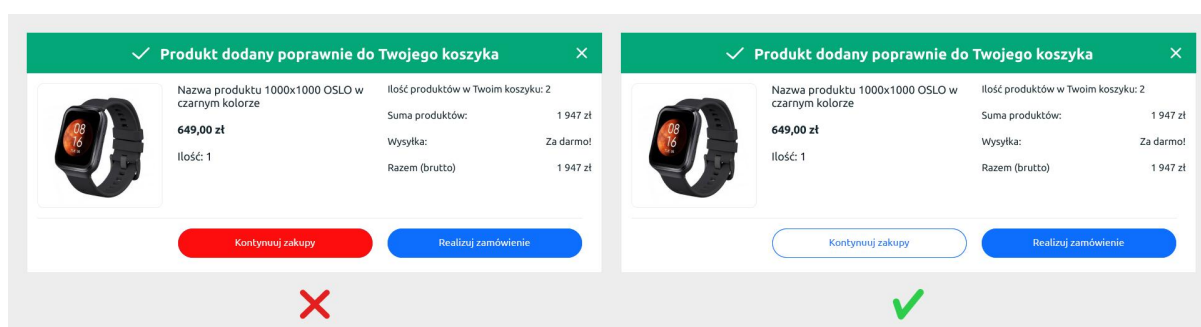 Produkt dodany poprawnie do Twojego koszyka
Nazwa produktu 1000x1000 OSLO w
czarnym kolorze
649,00 zł
Ilość: 1
Ilość produktów w Twoim koszyku: 2
Suma produktów: 1 947 zł
Wysyłka: Za darmo!
Razem (brutto) 1 947 zł
08
16
Kontynuuj zakupy
Realizuj zamówienie
Produkt dodany poprawnie do Twojego koszyka
Nazwa produktu 1000x1000 OSLO w
czarnym kolorze
649,00 zł
Ilość: 1
Ilość produktów w Twoim koszyku: 2
Suma produktów: 1 947 zł
Wysyłka: Za darmo!
Razem (brutto) 1 947 zł
08
16
Kontynuuj zakupy
Realizuj zamówienie